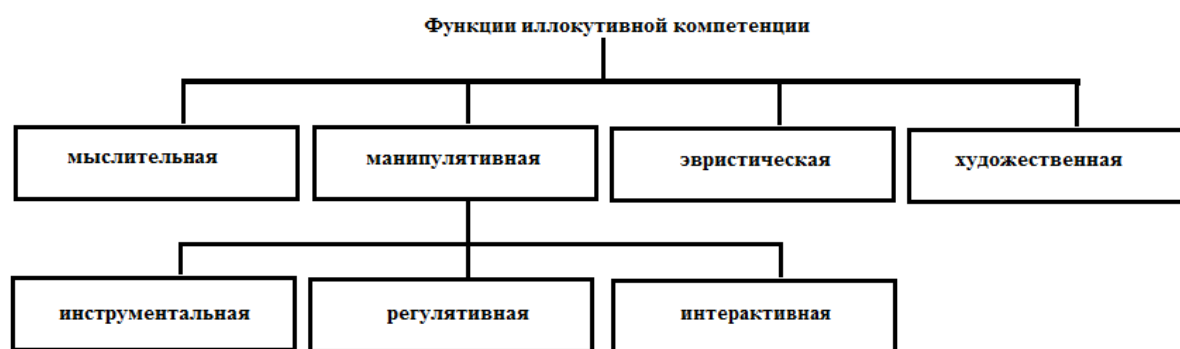 Функции иллокутивной компетенции
мыслительная
манипулятивная
эвристическая
художественная
инструментальная
регулятивная
интерактивная